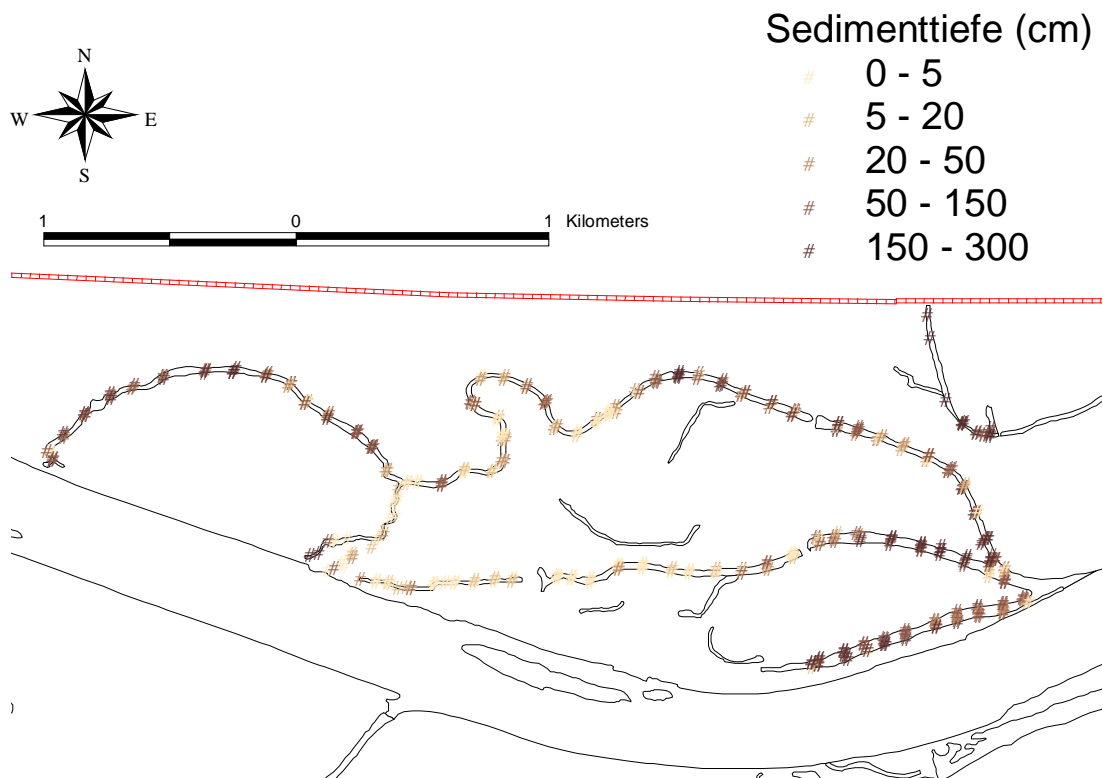 Sedimenttiefe (cm)
# 0 - 5
# 5 - 20
# 20 - 50
# 50 - 150
# 150 - 300
N
W E
S
1 0 1 Kilometers